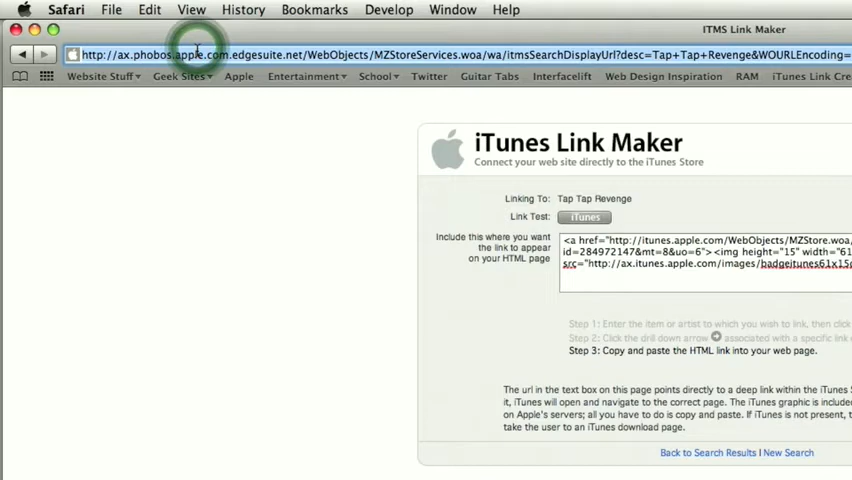 Safari File Edit View History Bookmarks Develop Window Help
ITMS Link Maker
http://ax.phobos.apple.com.edgesuite.net/WebObjects/MZStoreServices.woa/wa/itmsSearchDisplayUrl?desc=Tap+Tap+Revenge&WOURLEncoding=
Website Stuff Geek Sites Apple Entertainment School Twitter Guitar Tabs Interfacelift Web Design Inspiration RAM iTunes Link Cre
iTunes Link Maker
Connect your web site directly to the iTunes Store
Linking To: Tap Tap Revenge
Link Test: iTunes
Include this where you want
the link to appear
on your HTML page
<a href="http://itunes.apple.com/WebObjects/MZStore.woa/
id=284972147&mt=8&uo=6"><img height="15" width="61
src="http://ax.itunes.apple.com/images/badgeitunes61x15d
Step 1: Enter the item or artist to which you wish to link, then click
Step 2: Click the drill down arrow associated with a specific link
Step 3: Copy and paste the HTML link into your web page.
The url in the text box on this page points directly to a deep link within the iTunes S
it, iTunes will open and navigate to the correct page. The iTunes graphic is included
on Apple's servers; all you have to do is copy and paste. If iTunes is not present, t
take the user to an iTunes download page.
Back to Search Results | New Search